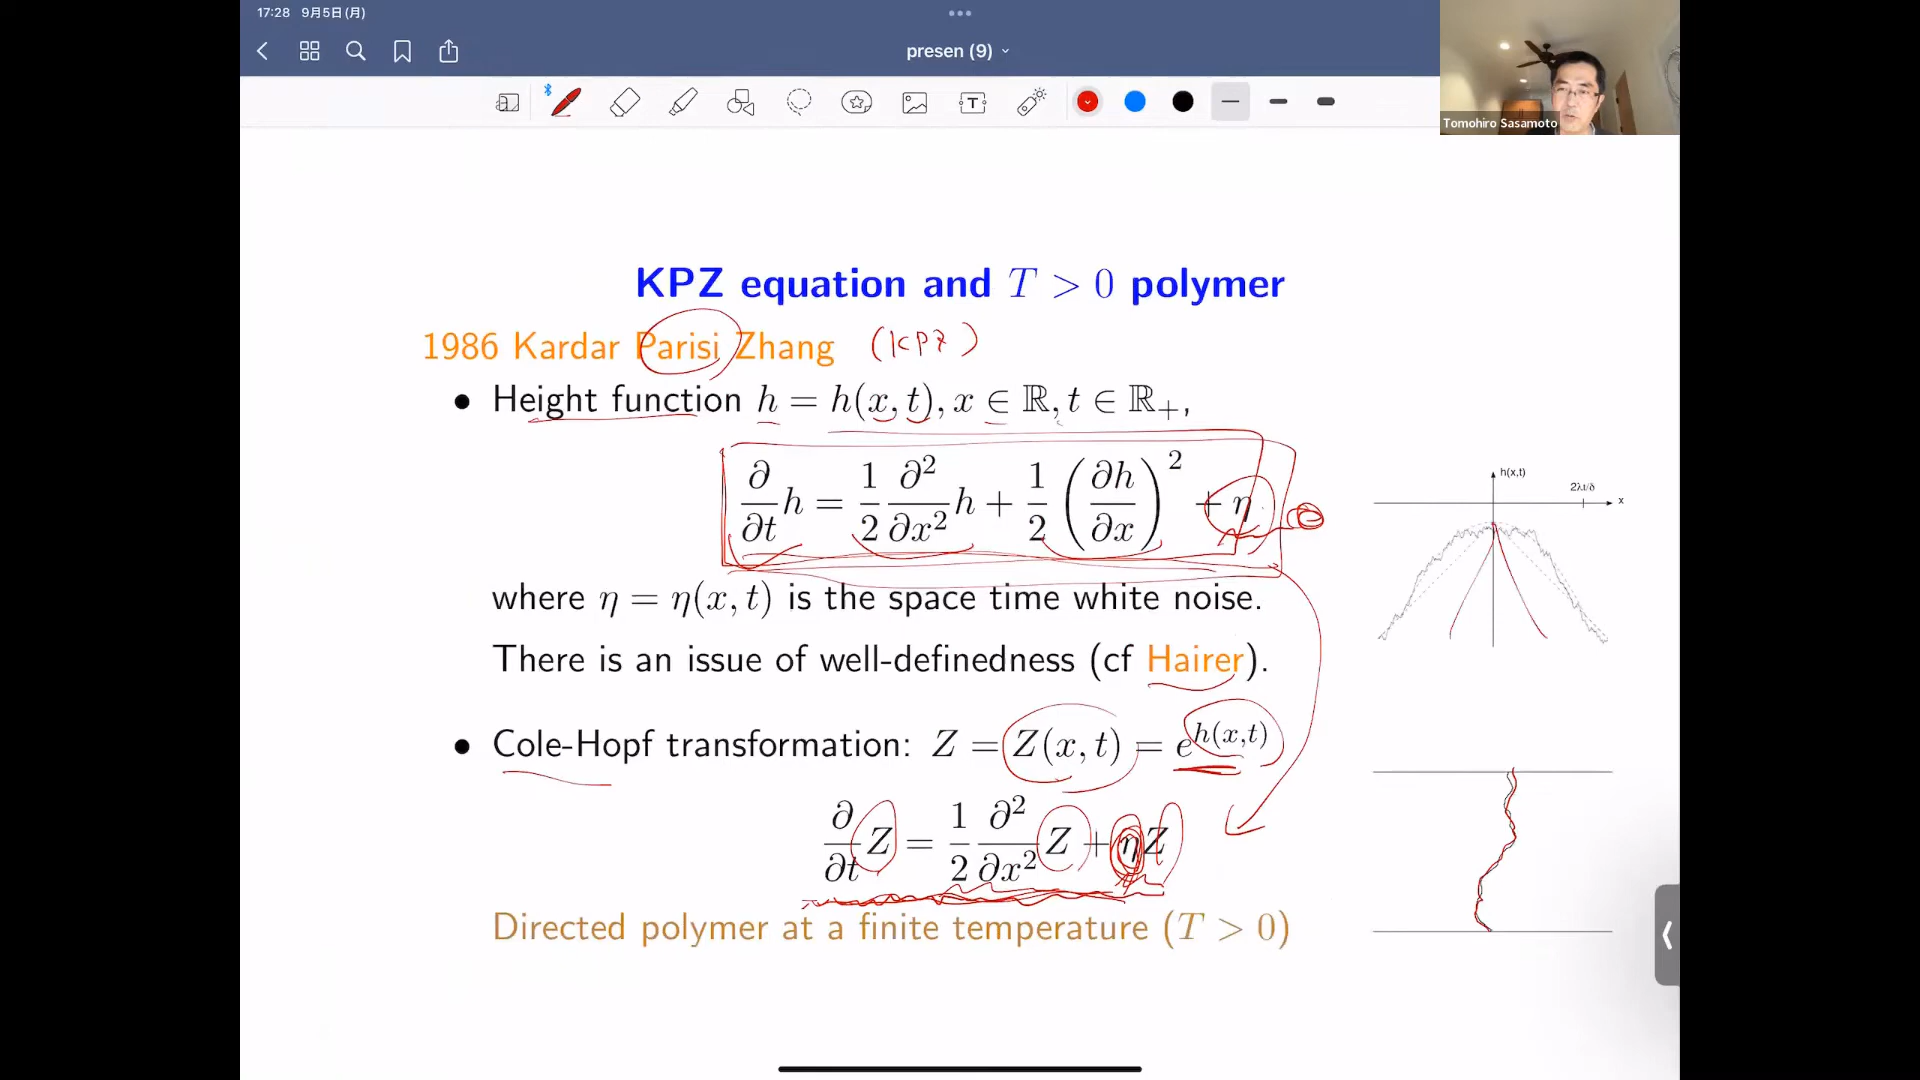 17:28 9月5日(月)
presen (9)
Tomohiro Sasamoto
KPZ equation and T > 0 polymer
1986 Kardar Parisi Zhang (KPZ)
• Height function h = h(x, t), x ∈ ℝ, t ∈ ℝ₊,
∂/∂t h = 1/2 ∂²/∂x² h + 1/2 (∂h/∂x)² + η
where η = η(x, t) is the space time white noise.
There is an issue of well-definedness (cf Hairer).
• Cole-Hopf transformation: Z = Z(x, t) = e^{h(x,t)}
∂/∂t Z = 1/2 ∂²/∂x² Z + ηZ
Directed polymer at a finite temperature (T > 0)
h(x,t)
2λt/δ
x